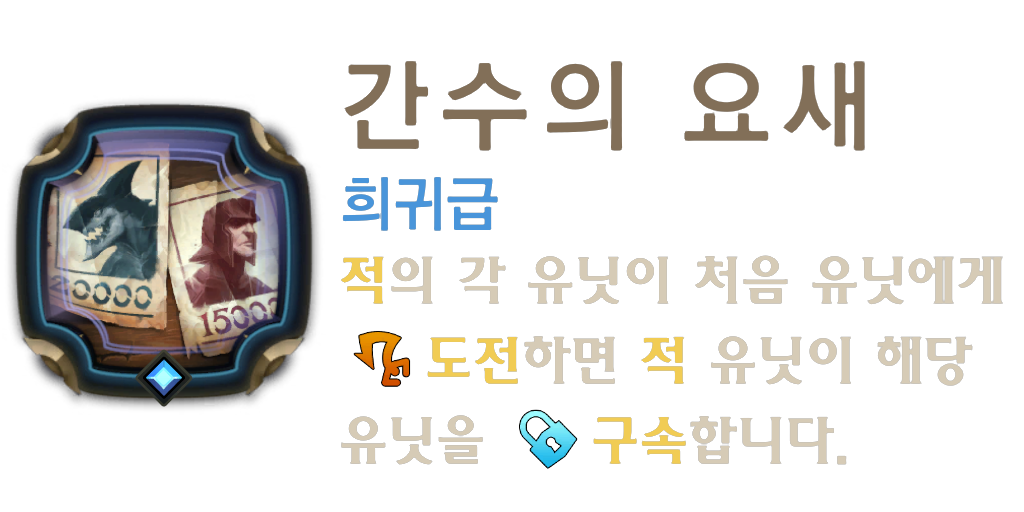 간수의 요새
희귀급
적의 각 유닛이 처음 유닛에게
도전하면 적 유닛이 해당
유닛을 구속합니다.
20000
15000